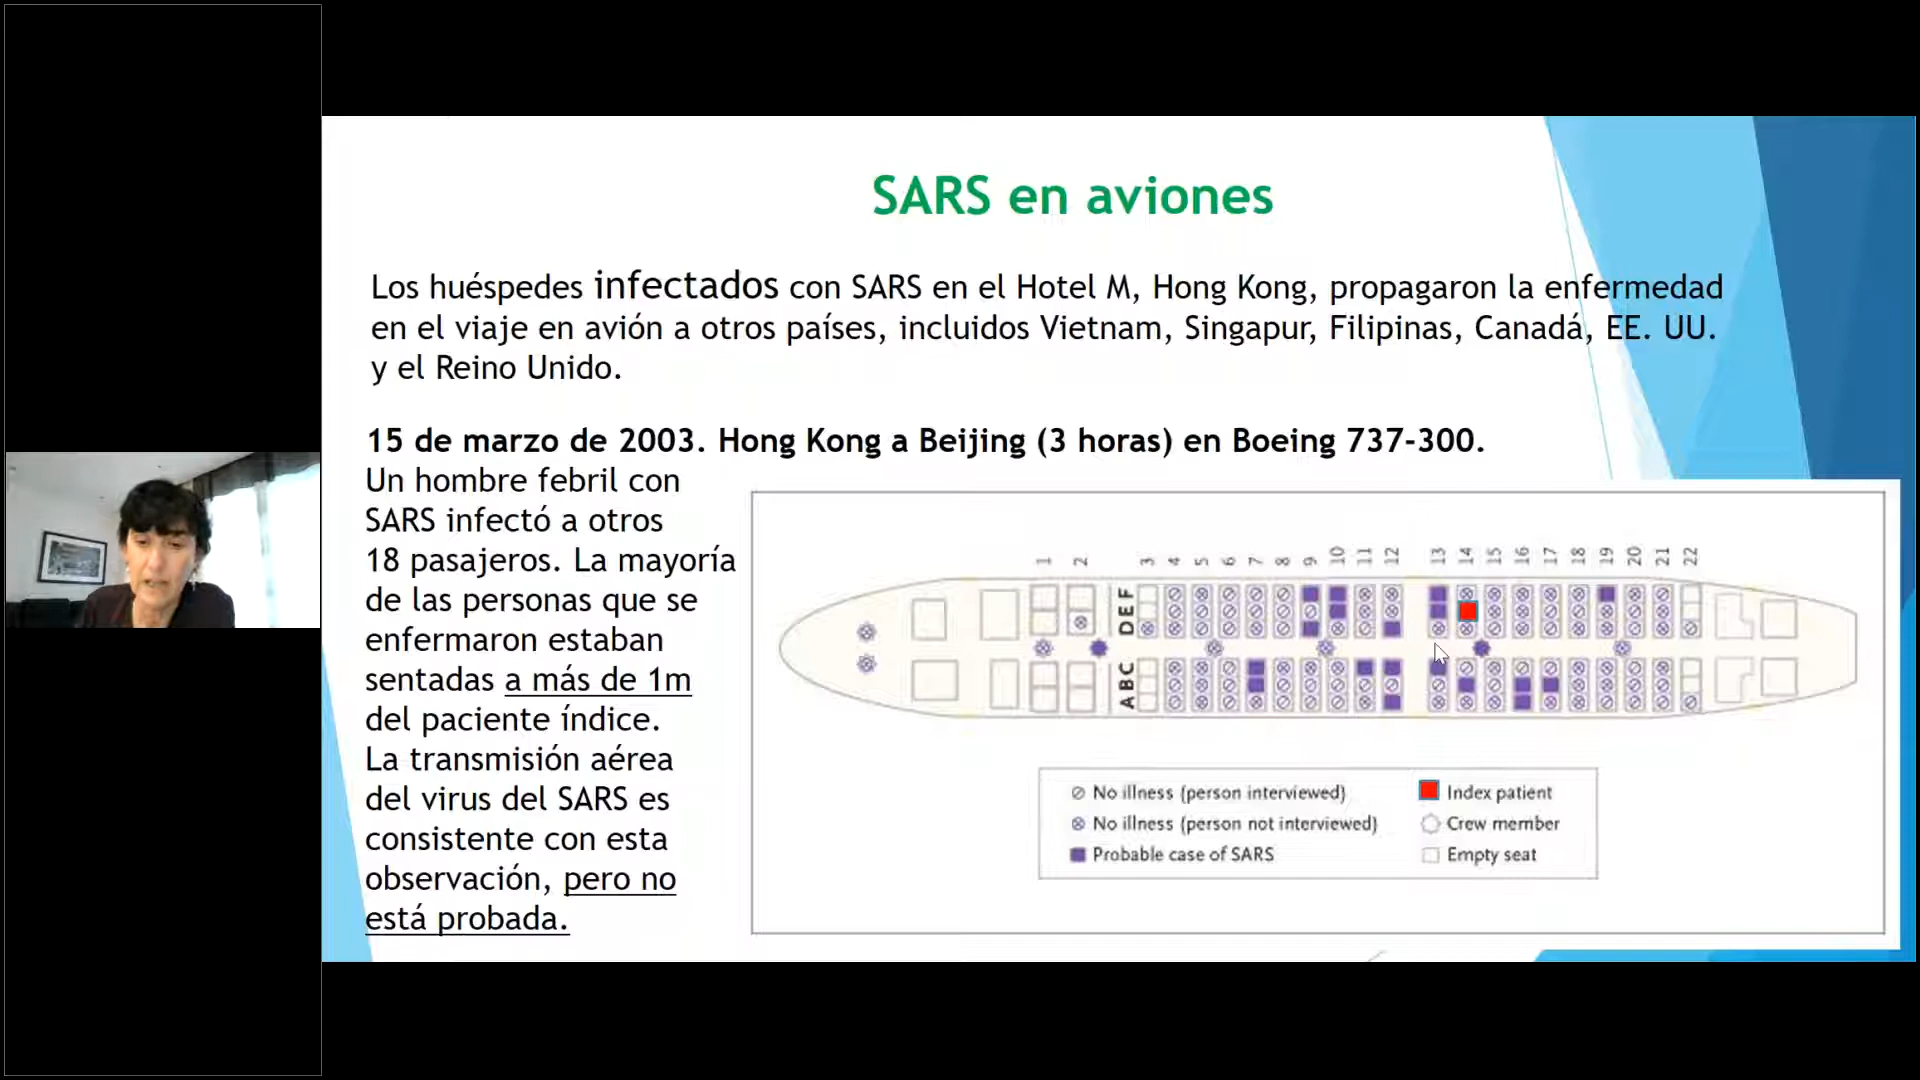 SARS en aviones
Los huéspedes infectados con SARS en el Hotel M, Hong Kong, propagaron la enfermedad
en el viaje en avión a otros países, incluidos Vietnam, Singapur, Filipinas, Canadá, EE. UU.
y el Reino Unido.
15 de marzo de 2003. Hong Kong a Beijing (3 horas) en Boeing 737-300.
Un hombre febril con
SARS infectó a otros
18 pasajeros. La mayoría
de las personas que se
enfermaron estaban
sentadas a más de 1m
del paciente índice.
La transmisión aérea
del virus del SARS es
consistente con esta
observación, pero no
está probada.
1 2 3 4 5 6 7 8 9 10 11 12 13 14 15 16 17 18 19 20 21 22
DEF
ABC
No illness (person interviewed)
No illness (person not interviewed)
Probable case of SARS
Index patient
Crew member
Empty seat